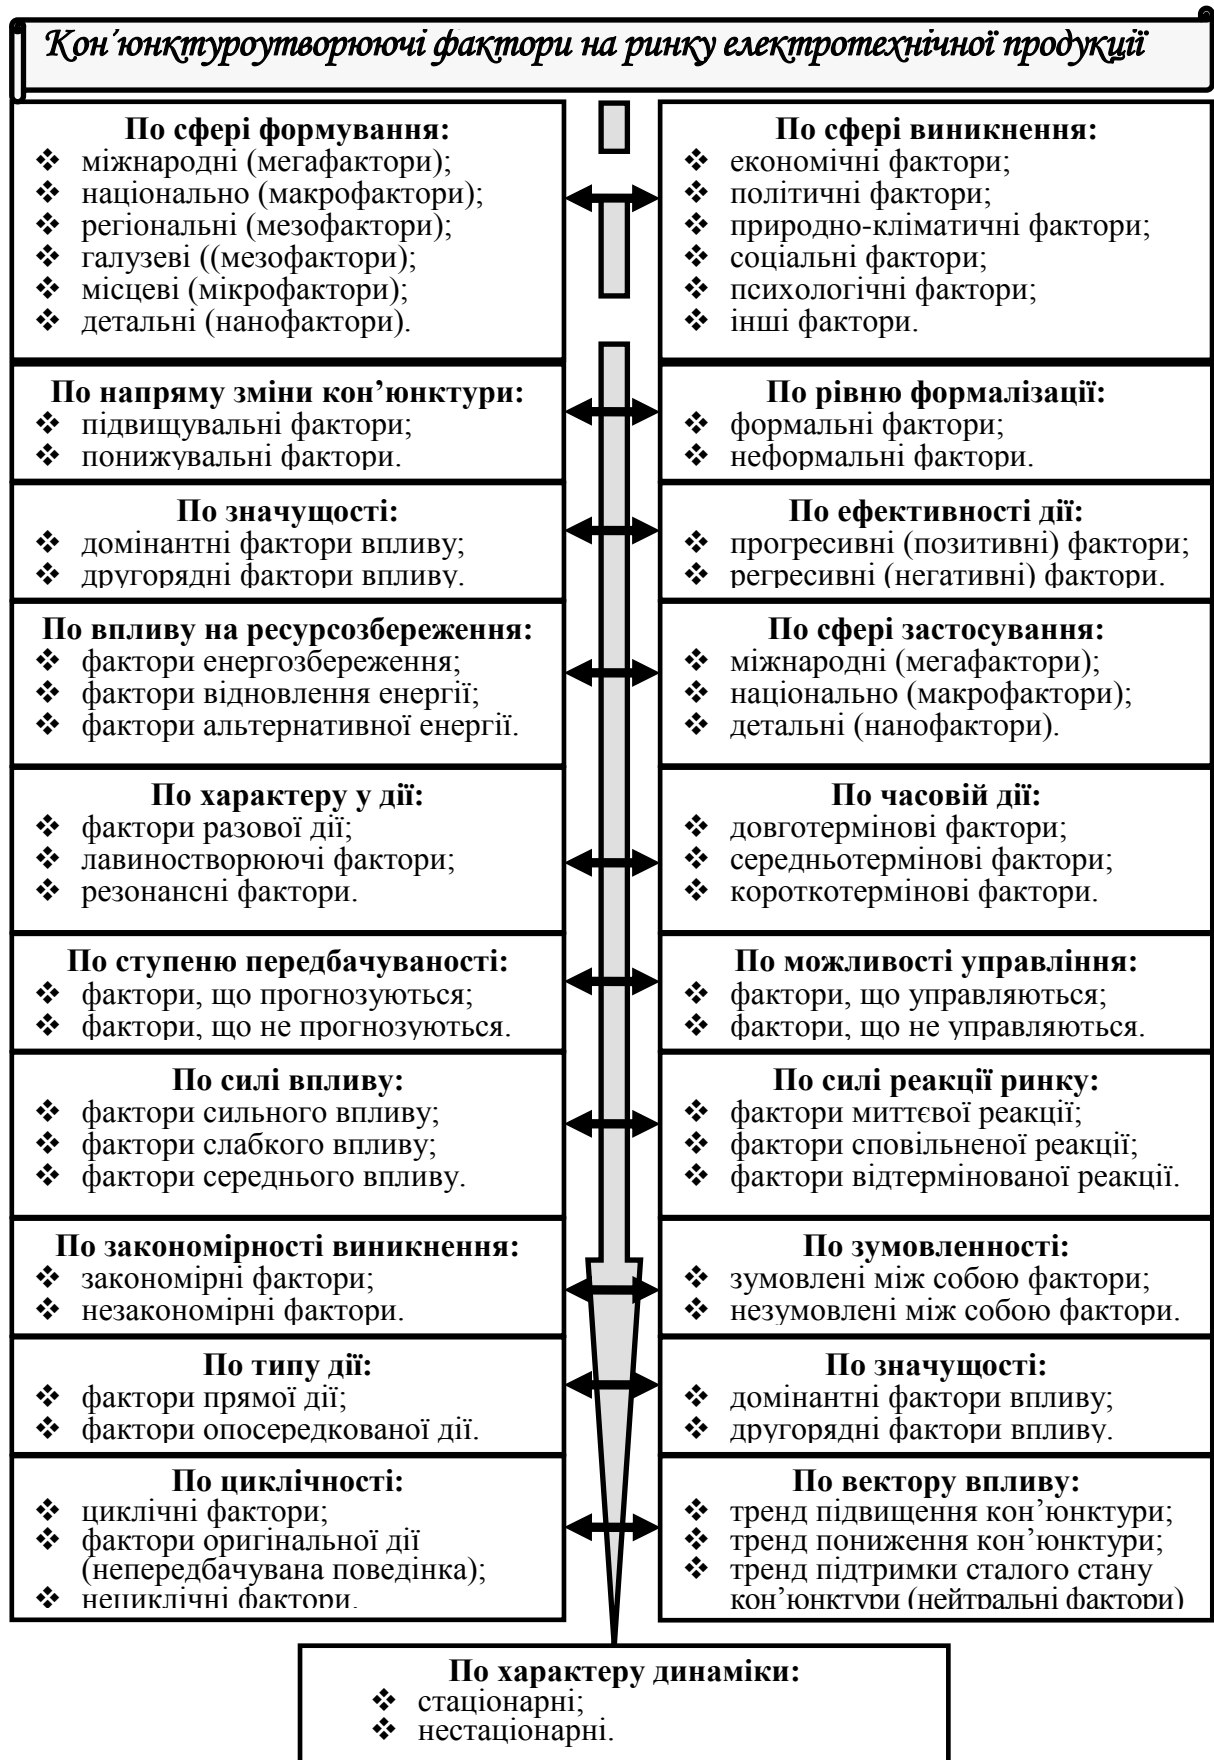 Кон’юнктуроутворюючі фактори на ринку електротехнічної продукції
По сфері формування:
❖ міжнародні (мегафактори);
❖ національно (макрофактори);
❖ регіональні (мезофактори);
❖ галузеві ((мезофактори);
❖ місцеві (мікрофактори);
❖ детальні (нанофактори).
По сфері виникнення:
❖ економічні фактори;
❖ політичні фактори;
❖ природно-кліматичні фактори;
❖ соціальні фактори;
❖ психологічні фактори;
❖ інші фактори.
По напряму зміни кон’юнктури:
❖ підвищувальні фактори;
❖ понижувальні фактори.
По рівню формалізації:
❖ формальні фактори;
❖ неформальні фактори.
По значущості:
❖ домінантні фактори впливу;
❖ другорядні фактори впливу.
По ефективності дії:
❖ прогресивні (позитивні) фактори;
❖ регресивні (негативні) фактори.
По впливу на ресурсозбереження:
❖ фактори енергозбереження;
❖ фактори відновлення енергії;
❖ фактори альтернативної енергії.
По сфері застосування:
❖ міжнародні (мегафактори);
❖ національно (макрофактори);
❖ детальні (нанофактори).
По характеру у дії:
❖ фактори разової дії;
❖ лавиностворюючі фактори;
❖ резонансні фактори.
По часовій дії:
❖ довготермінові фактори;
❖ середньотермінові фактори;
❖ короткотермінові фактори.
По ступеню передбачуваності:
❖ фактори, що прогнозуються;
❖ фактори, що не прогнозуються.
По можливості управління:
❖ фактори, що управляються;
❖ фактори, що не управляються.
По силі впливу:
❖ фактори сильного впливу;
❖ фактори слабкого впливу;
❖ фактори середнього впливу.
По силі реакції ринку:
❖ фактори миттєвої реакції;
❖ фактори сповільненої реакції;
❖ фактори відтермінованої реакції.
По закономірності виникнення:
❖ закономірні фактори;
❖ незакономірні фактори.
По зумовленності:
❖ зумовлені між собою фактори;
❖ незумовлені між собою фактори.
По типу дії:
❖ фактори прямої дії;
❖ фактори опосередкованої дії.
По значущості:
❖ домінантні фактори впливу;
❖ другорядні фактори впливу.
По циклічності:
❖ циклічні фактори;
❖ фактори оригінальної дії
(непередбачувана поведінка);
❖ нециклічні фактори.
По вектору впливу:
❖ тренд підвищення кон’юнктури;
❖ тренд пониження кон’юнктури;
❖ тренд підтримки сталого стану
кон’юнктури (нейтральні фактори)
По характеру динаміки:
❖ стаціонарні;
❖ нестаціонарні.